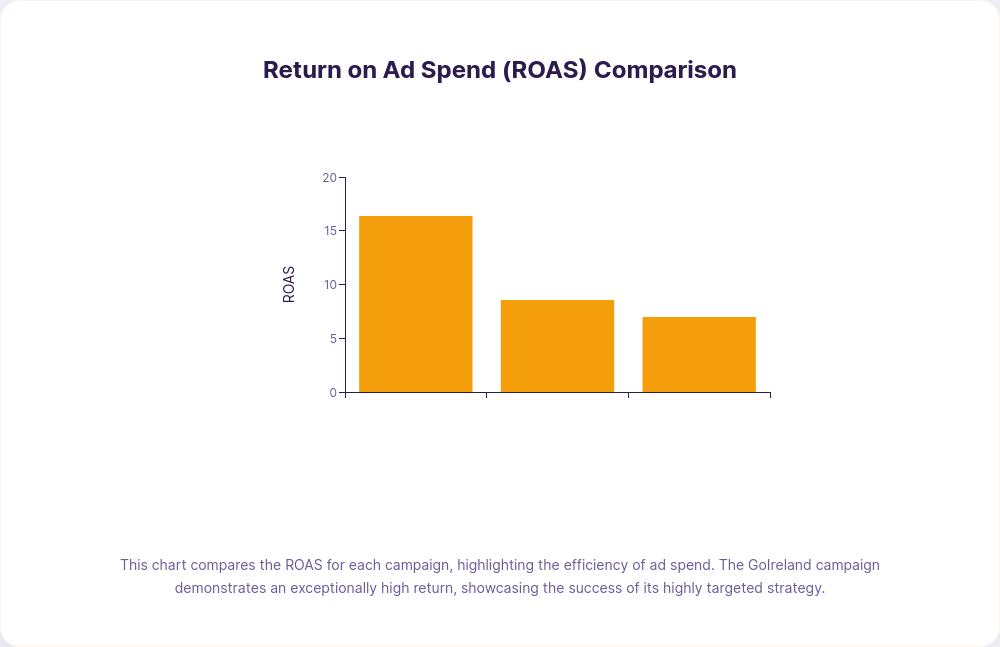 Return on Ad Spend (ROAS) Comparison
20
15
10
5
0
ROAS
This chart compares the ROAS for each campaign, highlighting the efficiency of ad spend. The GoIreland campaign
demonstrates an exceptionally high return, showcasing the success of its highly targeted strategy.